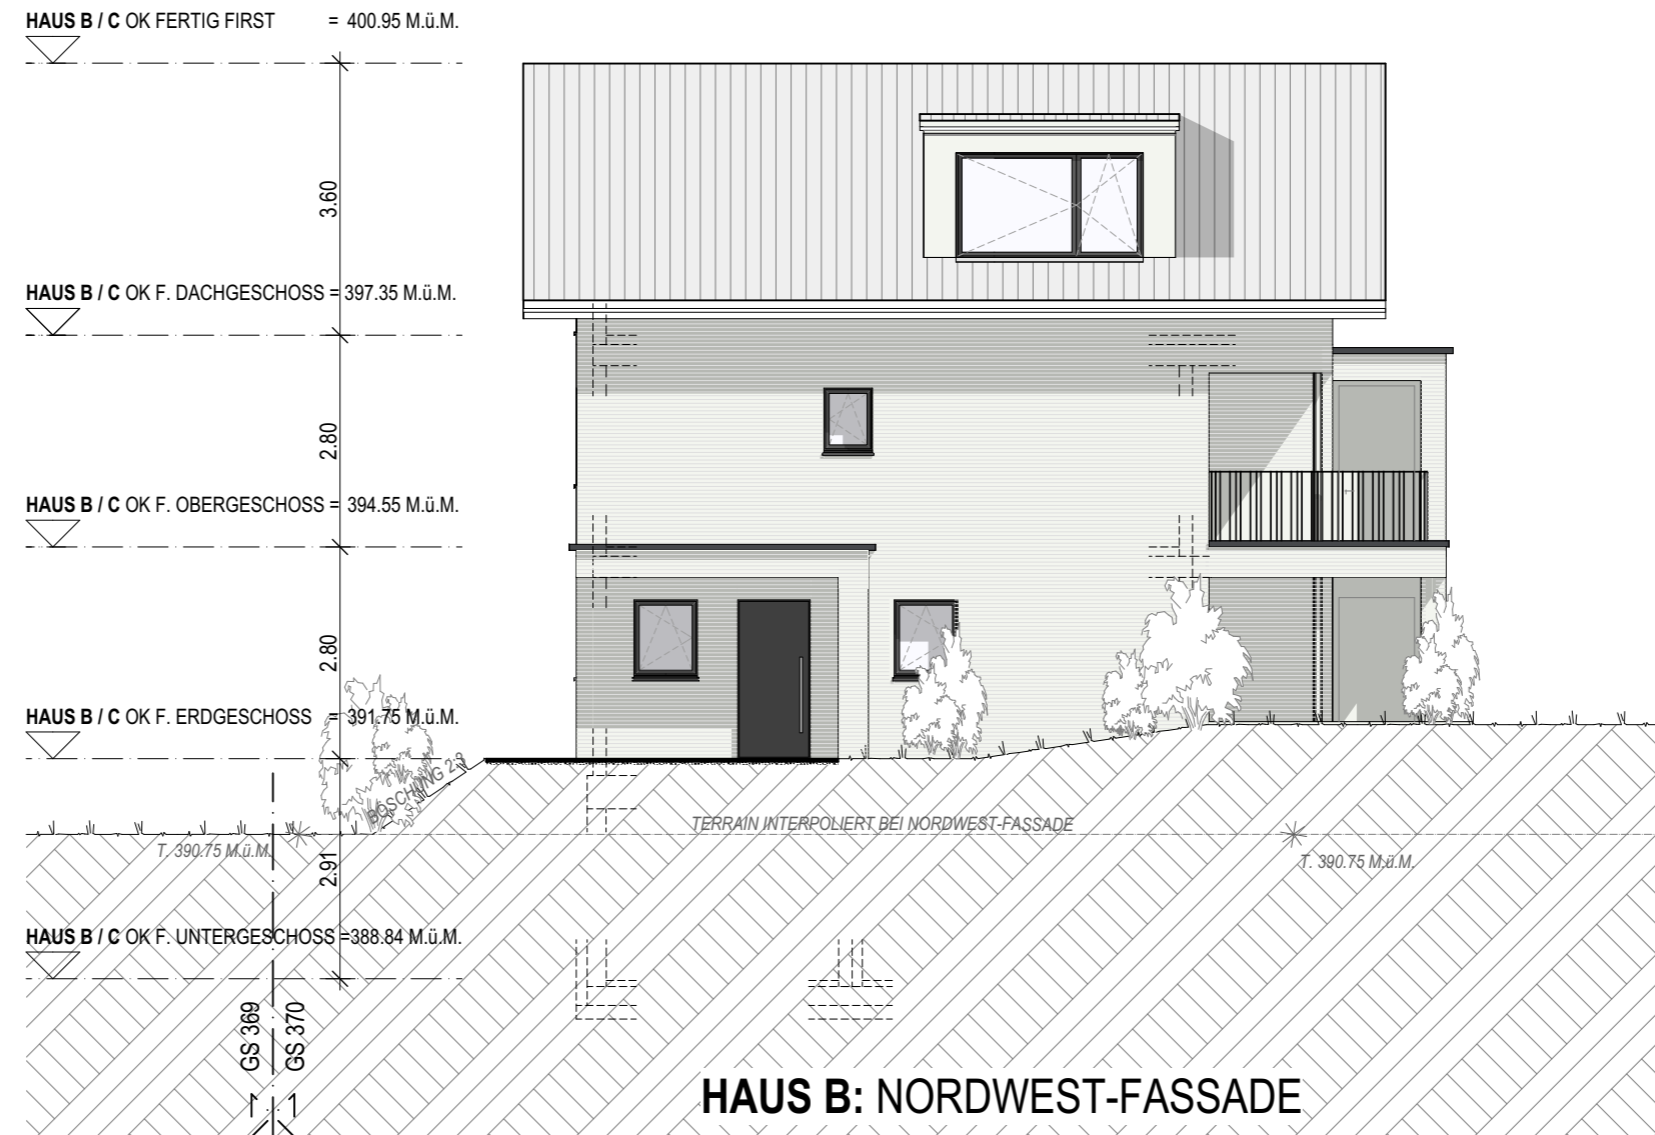 HAUS B / C OK FERTIG FIRST = 400.95 M.ü.M.
3.60
HAUS B / C OK F. DACHGESCHOSS = 397.35 M.ü.M.
2.80
HAUS B / C OK F. OBERGESCHOSS = 394.55 M.ü.M.
2.80
HAUS B / C OK F. ERDGESCHOSS = 391.75 M.ü.M.
BÖSCHUNG 2:3
TERRAIN INTERPOLIERT BEI NORDWEST-FASSADE
T. 390.75 M.ü.M.
T. 390.75 M.ü.M.
2.91
HAUS B / C OK F. UNTERGESCHOSS =388.84 M.ü.M.
GS 369
GS 370
HAUS B: NORDWEST-FASSADE